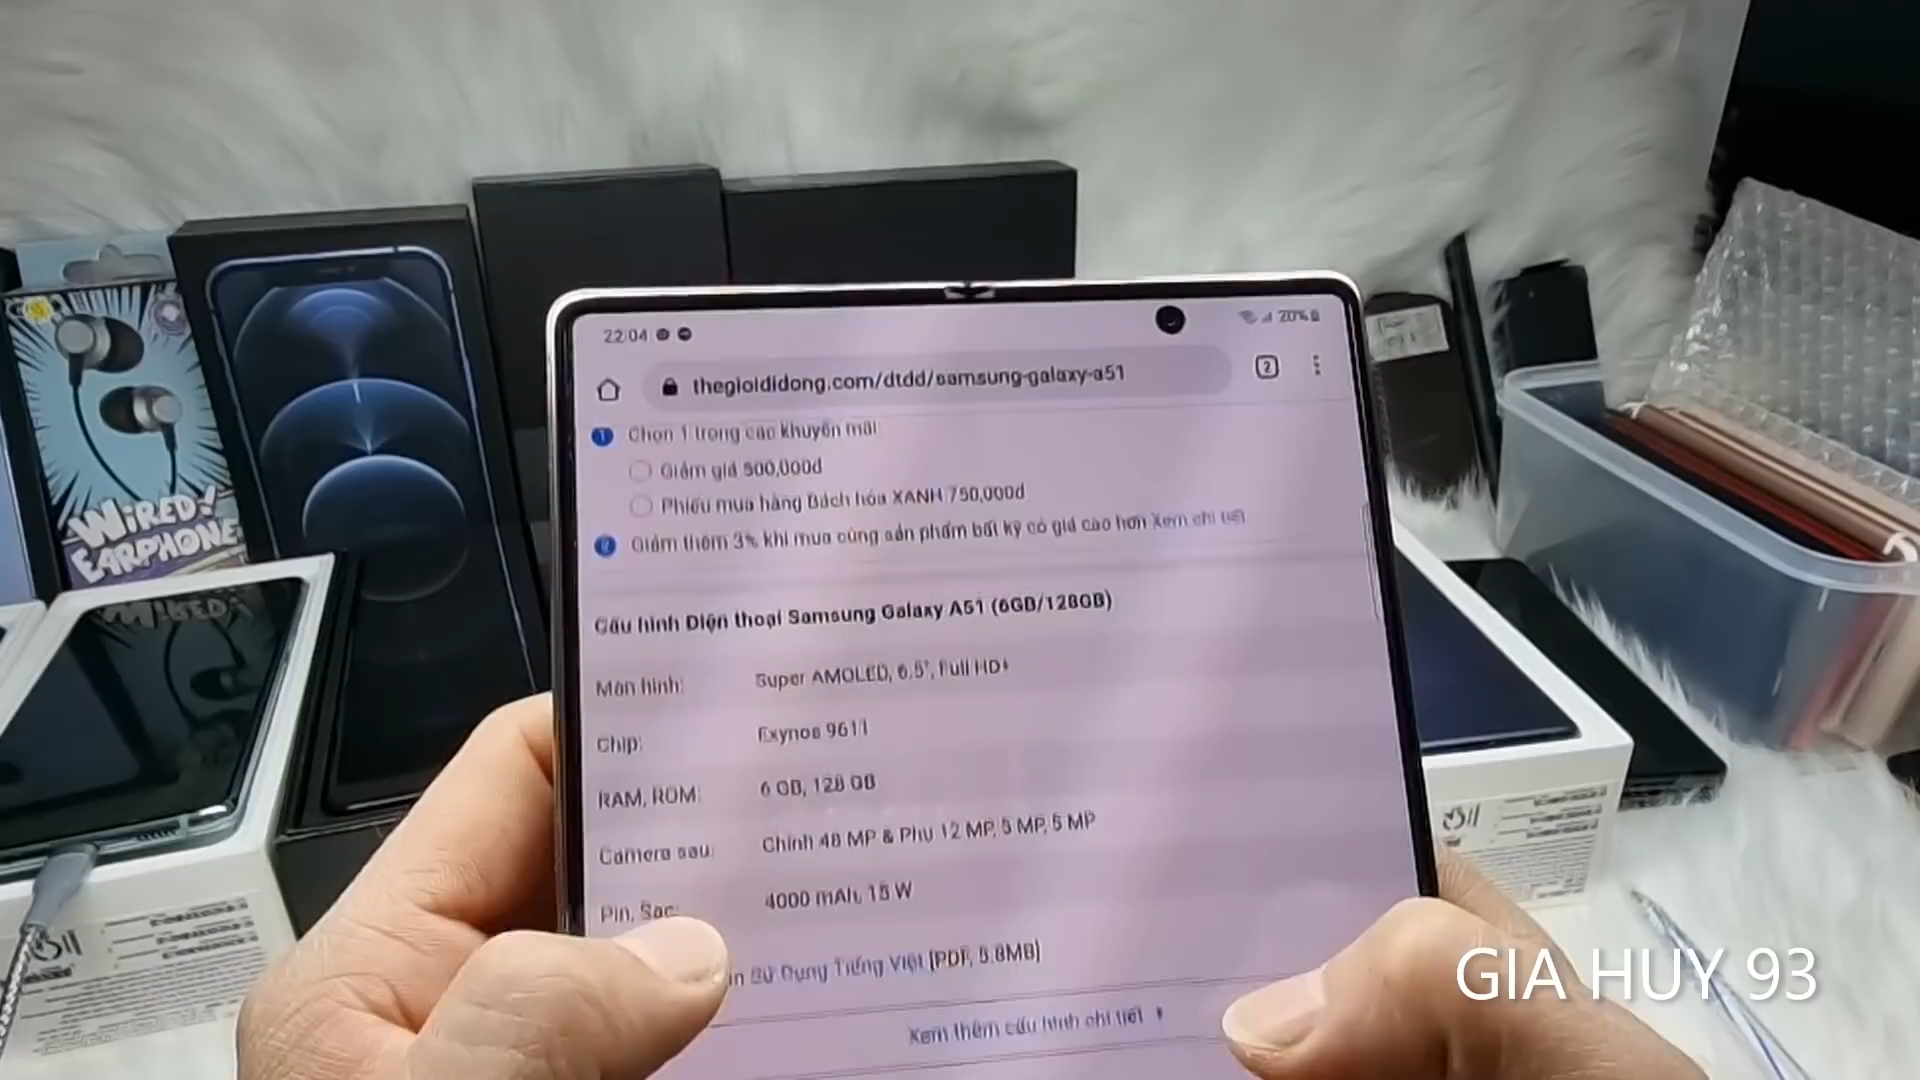 22:04
20%
thegioididong.com/dtdd/samsung-galaxy-a51
2
1 Chọn 1 trong các khuyến mãi
Giảm giá 500,000đ
Phiếu mua hàng Bách hóa XANH 750,000đ
Giảm thêm 3% khi mua cùng sản phẩm bất kỳ có giá cao hơn Xem chi tiết
Cấu hình Điện thoại Samsung Galaxy A51 (6GB/128GB)
Màn hình: Super AMOLED, 6.5", Full HD+
Chip: Exynos 9611
RAM, ROM: 6 GB, 128 GB
Camera sau: Chính 48 MP & Phụ 12 MP, 5 MP, 5 MP
Pin, Sạc: 4000 mAh, 15 W
Sử Dụng Tiếng Việt [PDF, 5.8MB]
Xem thêm cấu hình chi tiết
WIRED!
EARPHONE
GIA HUY 93